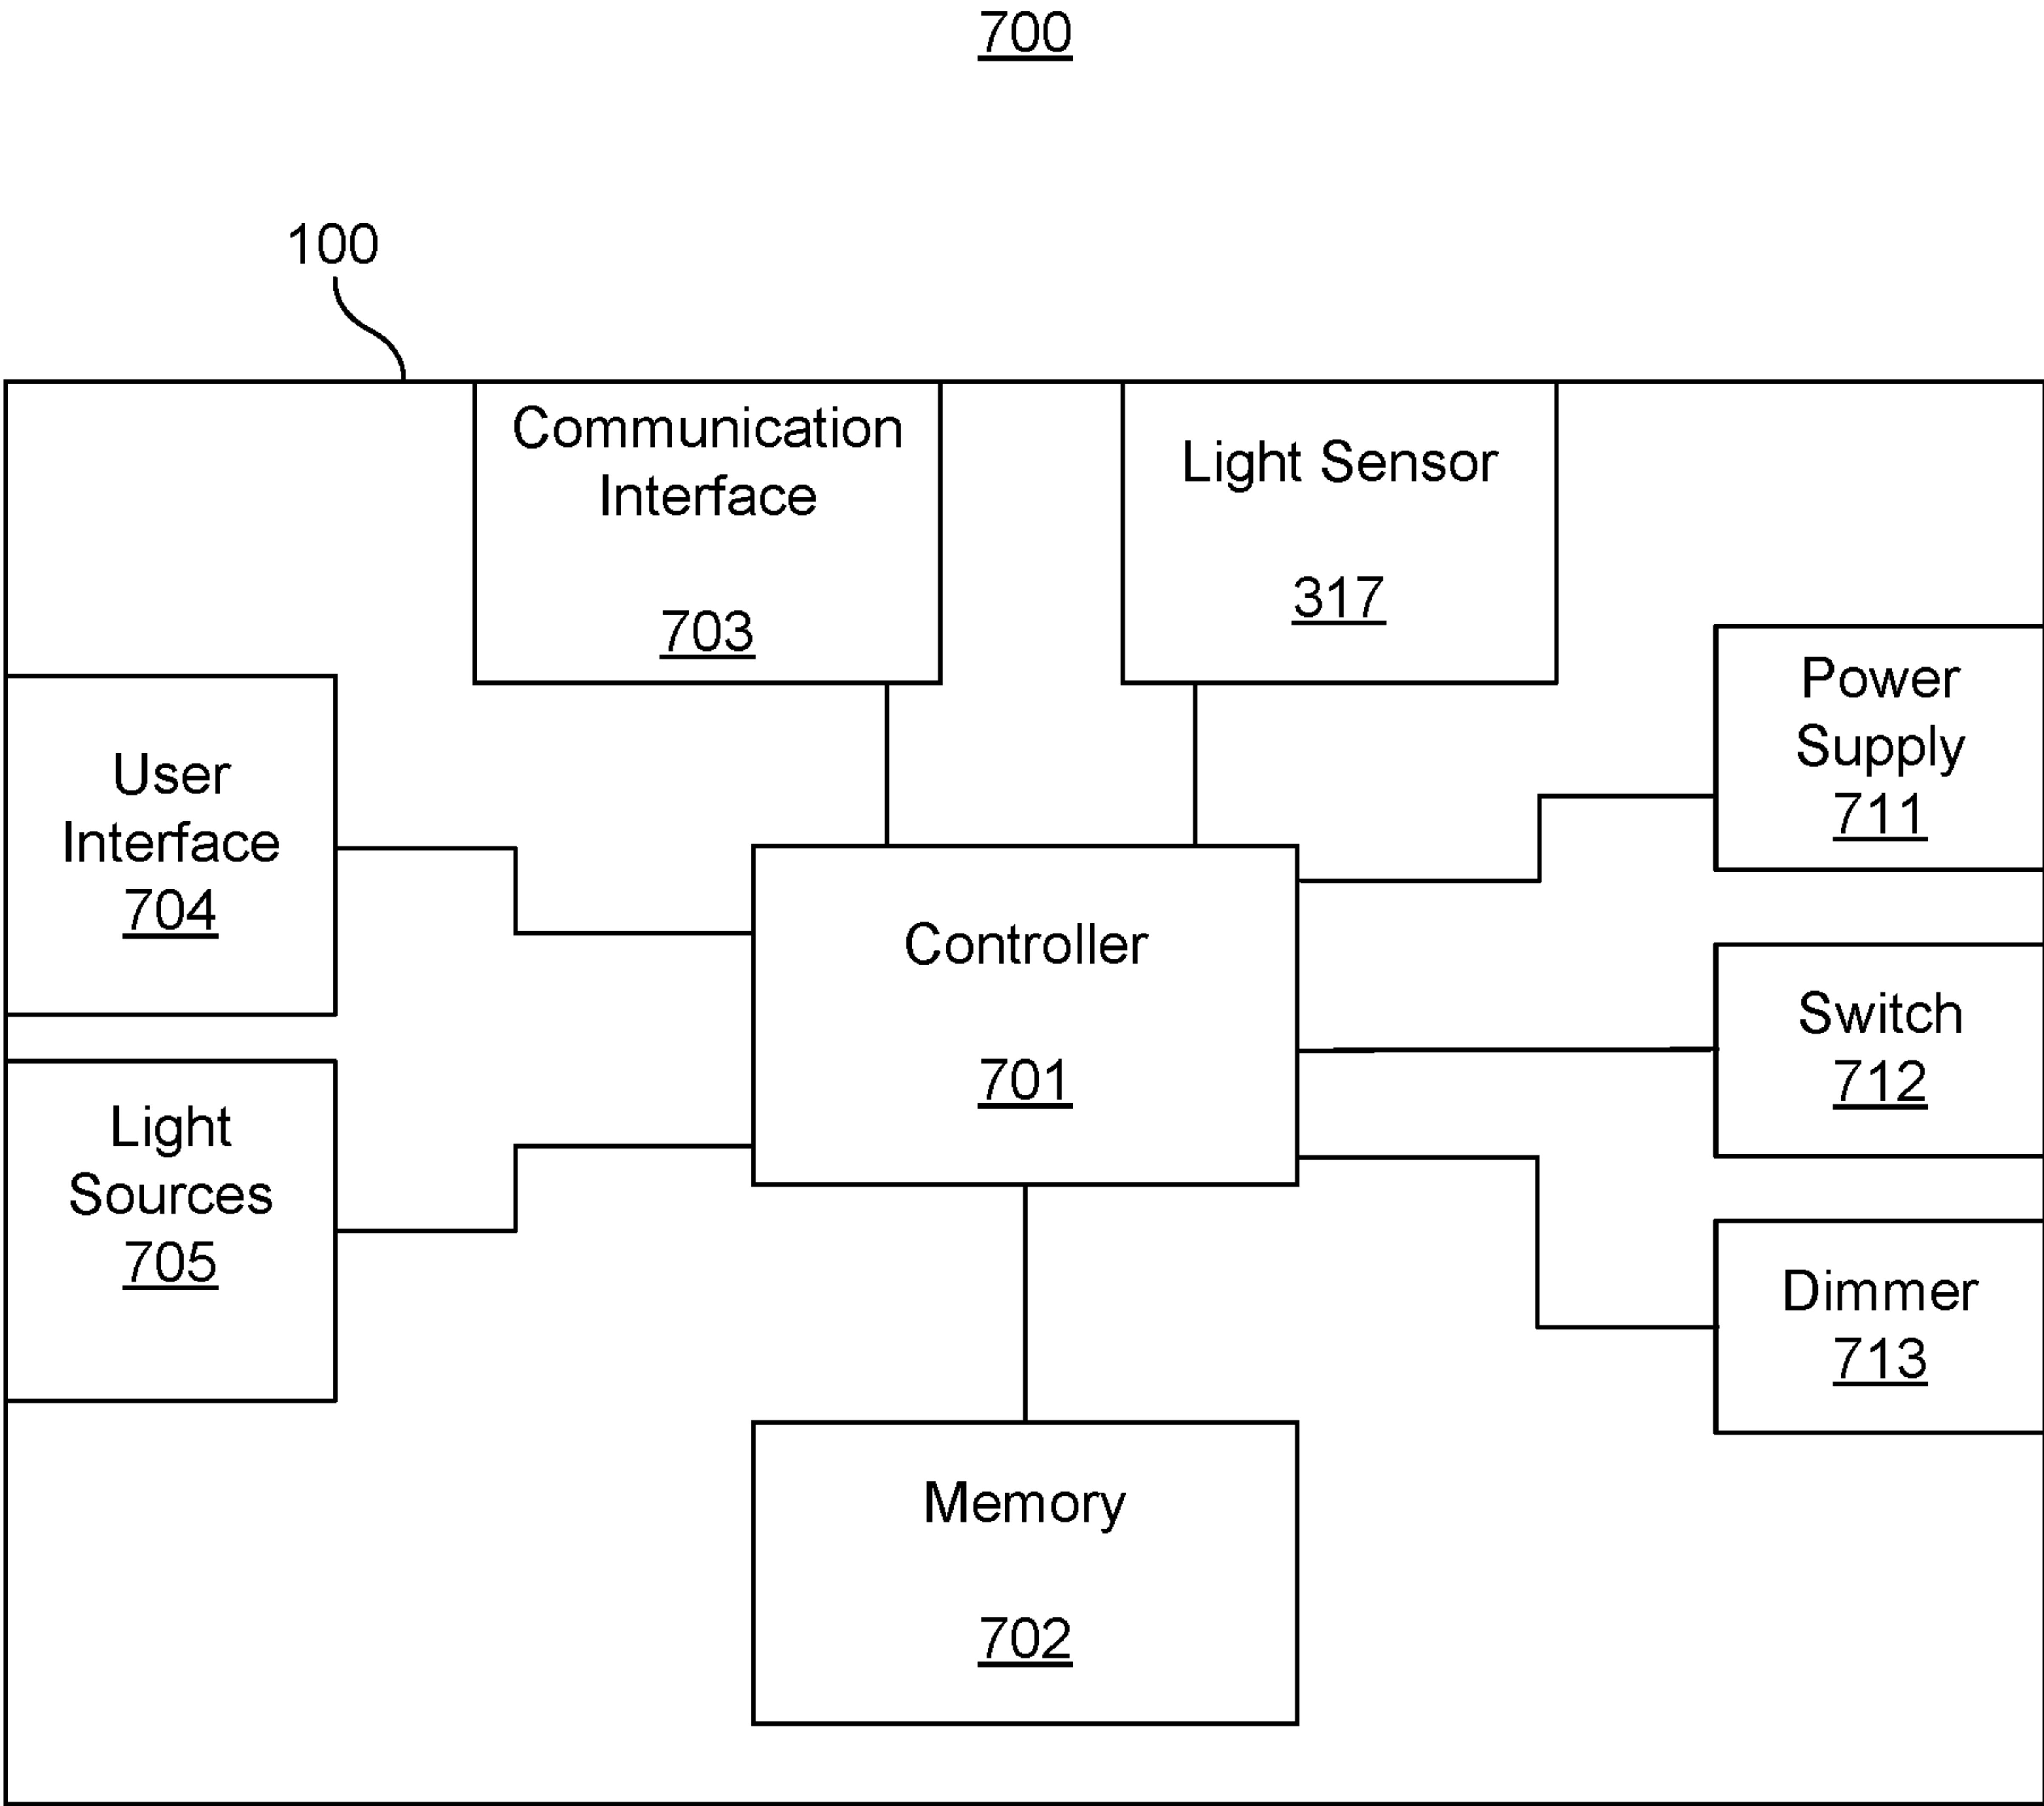 700
100
Communication
Interface
703
Light Sensor
317
Power
Supply
711
User
Interface
704
Controller
701
Switch
712
Light
Sources
705
Dimmer
713
Memory
702